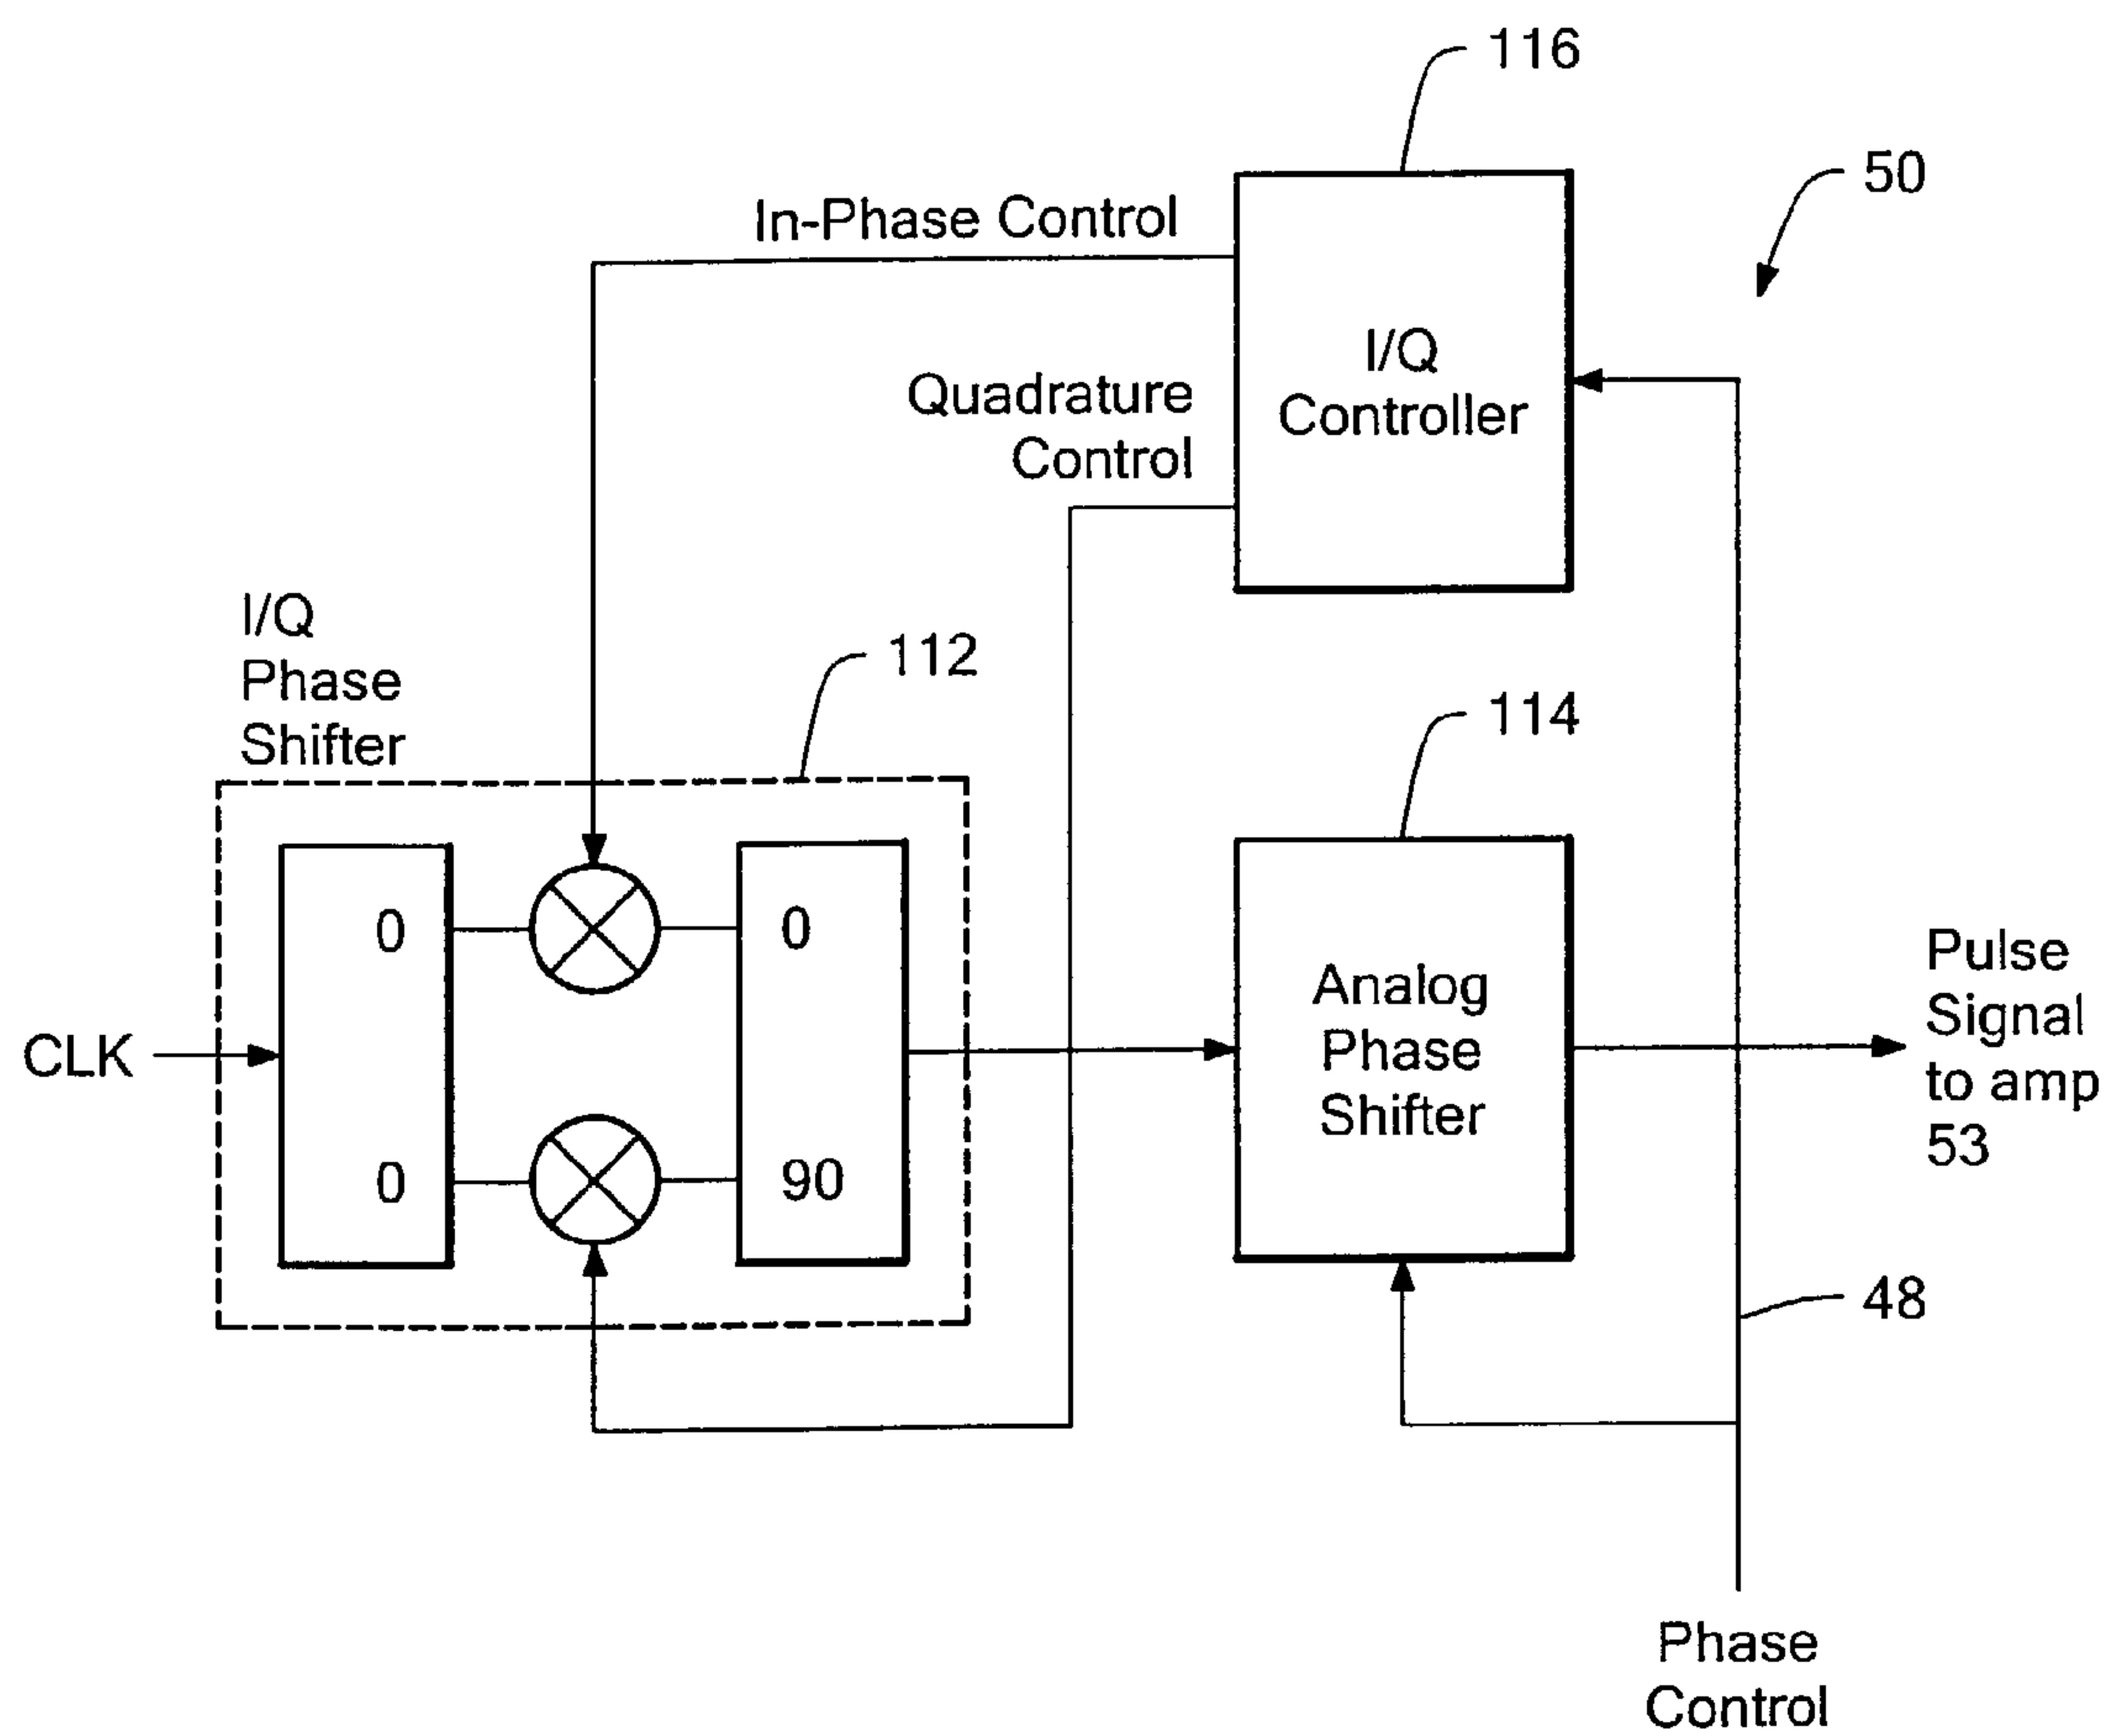 116
50
In-Phase Control
I/Q
Controller
Quadrature
Control
I/Q
Phase
Shifter
112
114
0
0
CLK
0
90
Analog
Phase
Shifter
Pulse
Signal
to amp
53
48
Phase
Control